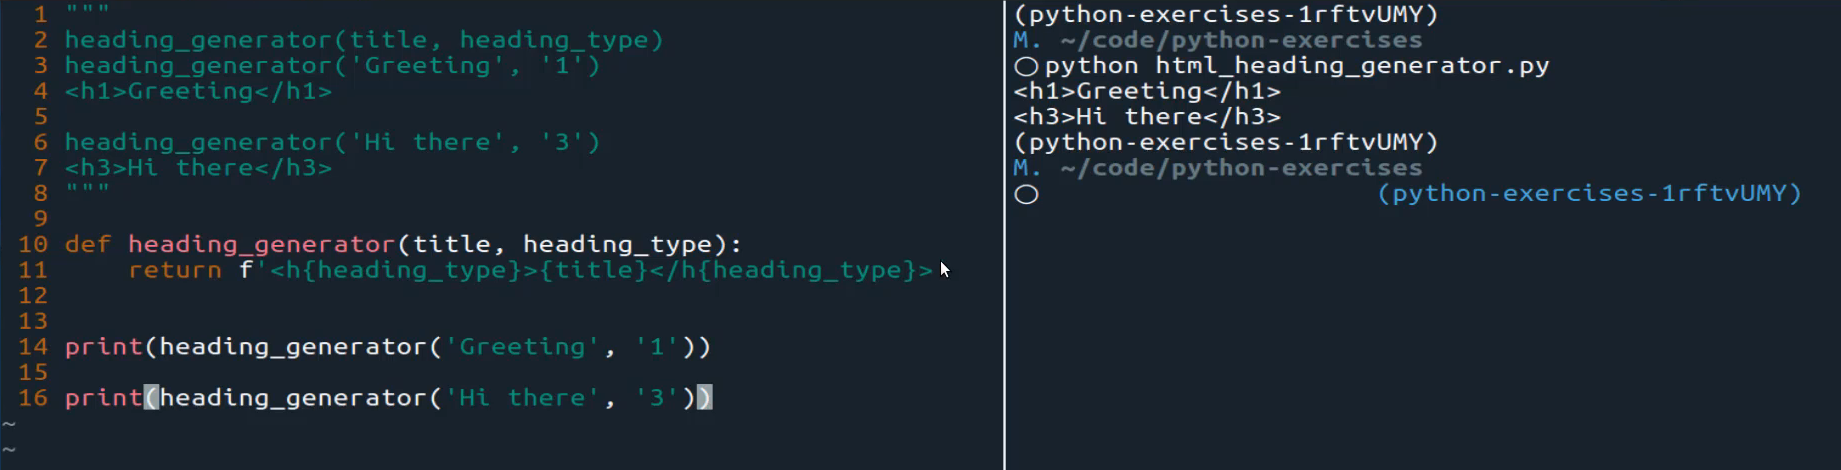 1 """
2 heading_generator(title, heading_type)
3 heading_generator('Greeting', '1')
4 <h1>Greeting</h1>
5
6 heading_generator('Hi there', '3')
7 <h3>Hi there</h3>
8 """
9
10 def heading_generator(title, heading_type):
11     return f'<h{heading_type}>{title}</h{heading_type}>
12
13
14 print(heading_generator('Greeting', '1'))
15
16 print(heading_generator('Hi there', '3'))
~
~
(python-exercises-1rftvUMY)
M. ~/code/python-exercises
○ python html_heading_generator.py
<h1>Greeting</h1>
<h3>Hi there</h3>
(python-exercises-1rftvUMY)
M. ~/code/python-exercises
○ (python-exercises-1rftvUMY)